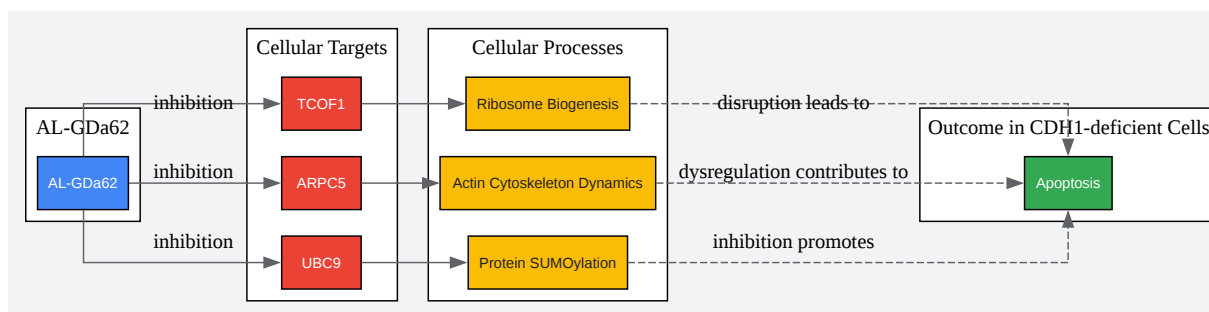 Cellular Targets
Cellular Processes
inhibition
TCOF1
Ribosome Biogenesis
disruption leads to
AL-GDa62
Outcome in CDH1-deficient Cells
AL-GDa62
inhibition
ARPC5
Actin Cytoskeleton Dynamics
dysregulation contributes to
Apoptosis
inhibition
UBC9
Protein SUMOylation
inhibition promotes